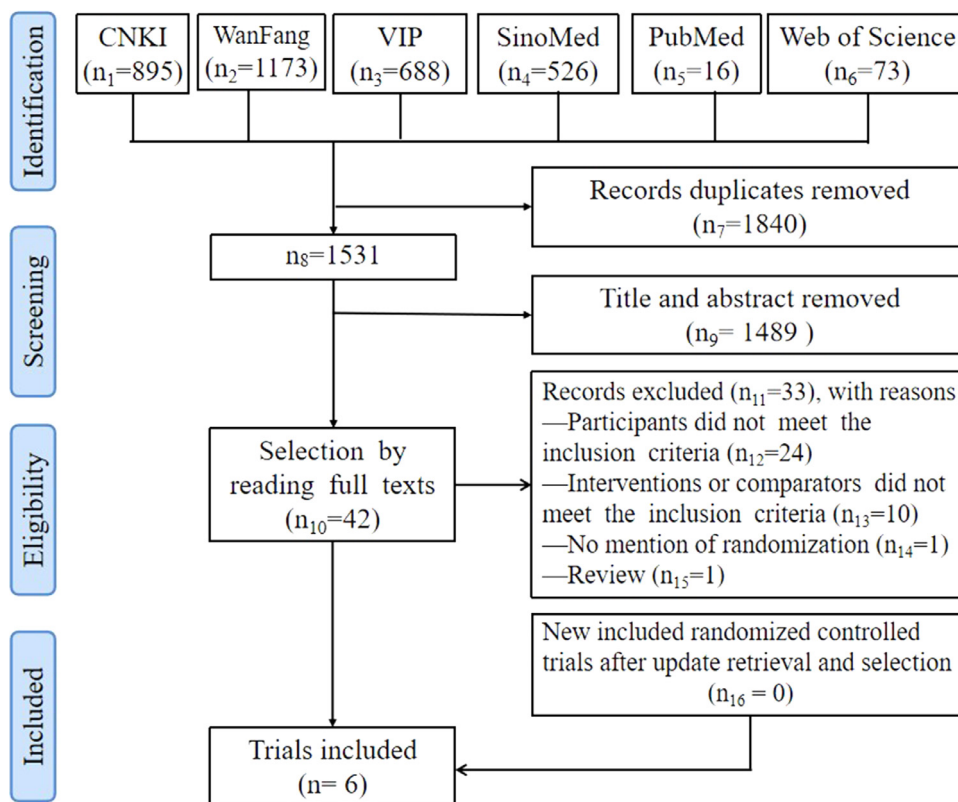 Identification
CNKI
(n₁=895)
WanFang
(n₂=1173)
VIP
(n₃=688)
SinoMed
(n₄=526)
PubMed
(n₅=16)
Web of Science
(n₆=73)
Records duplicates removed
(n₇=1840)
Screening
n₈=1531
Title and abstract removed
(n₉= 1489 )
Eligibility
Selection by
reading full texts
(n₁₀=42)
Records excluded (n₁₁=33), with reasons
—Participants did not meet the
inclusion criteria (n₁₂=24)
—Interventions or comparators did not
meet the inclusion criteria (n₁₃=10)
—No mention of randomization (n₁₄=1)
—Review (n₁₅=1)
Included
New included randomized controlled
trials after update retrieval and selection
(n₁₆ = 0)
Trials included
(n= 6)